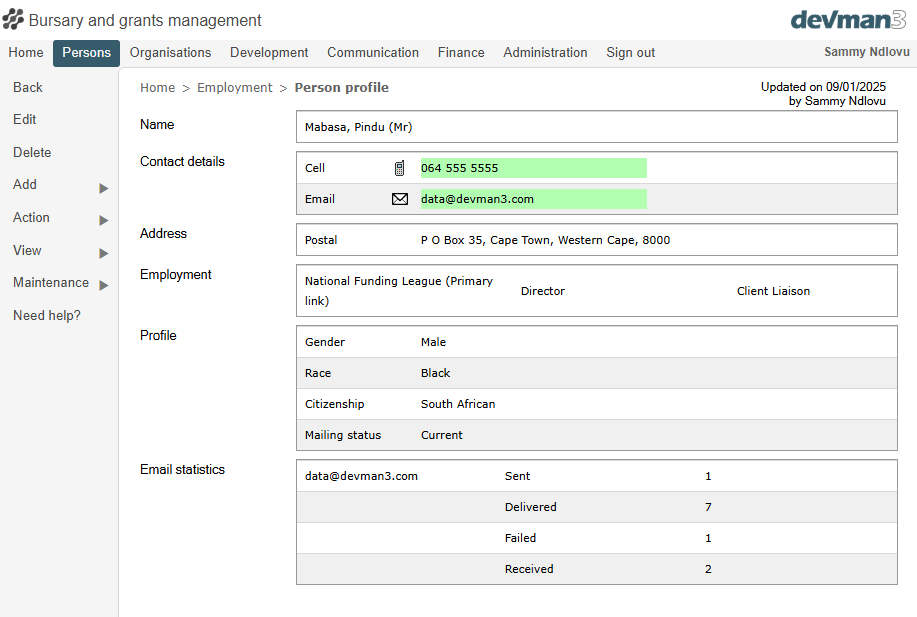 Bursary and grants management
devman3
Home Persons Organisations Development Communication Finance Administration Sign out Sammy Ndlovu
Back
Edit
Delete
Add
Action
View
Maintenance
Need help?
Home > Employment > Person profile
Updated on 09/01/2025
by Sammy Ndlovu
Name
Mabasa, Pindu (Mr)
Contact details
Cell 064 555 5555
Email data@devman3.com
Address
Postal P O Box 35, Cape Town, Western Cape, 8000
Employment
National Funding League (Primary
link)
Director
Client Liaison
Profile
Gender Male
Race Black
Citizenship South African
Mailing status Current
Email statistics
data@devman3.com Sent 1
Delivered 7
Failed 1
Received 2